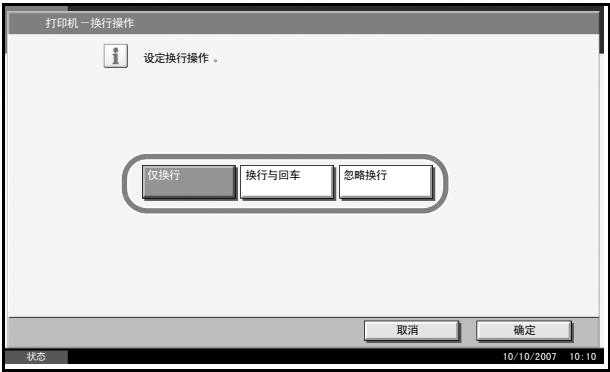 打印机－换行操作
i
设定换行操作 。
仅换行 换行与回车 忽略换行
取消 确定
状态 10/10/2007 10:10